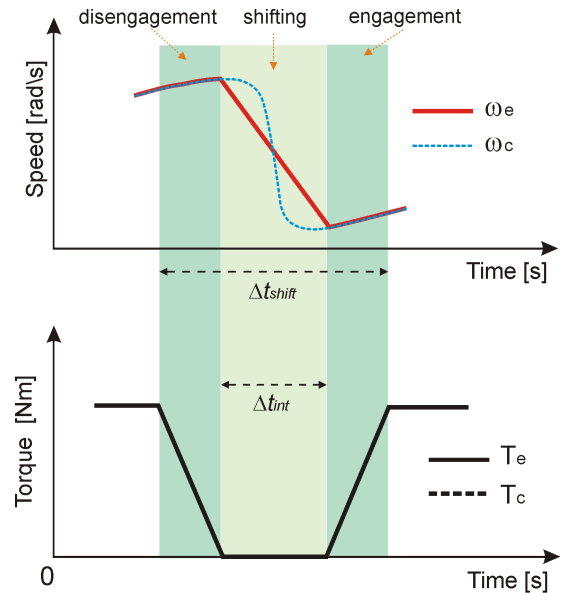 disengagement shifting engagement
Speed [rad\s]
ωe
ωc
Time [s]
Δtshift
Δtint
Torque [Nm]
Te
Tc
0
Time [s]